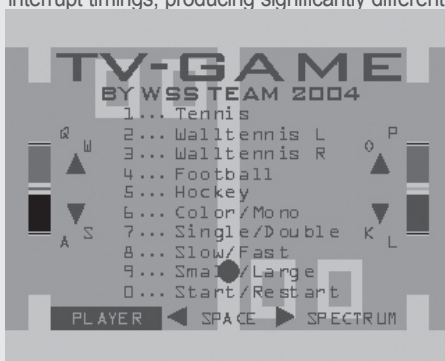 interrupt timings, producing significantly different
TV-GAME
BY WSS TEAM 2004
1... Tennis
2... Walltennis L
3... Walltennis R
4... Football
5... Hockey
6... Color/Mono
7... Single/Double
8... Slow/Fast
9... Small/Large
0... Start/Restart
Q W A S
O P K L
PLAYER SPACE SPECTRUM